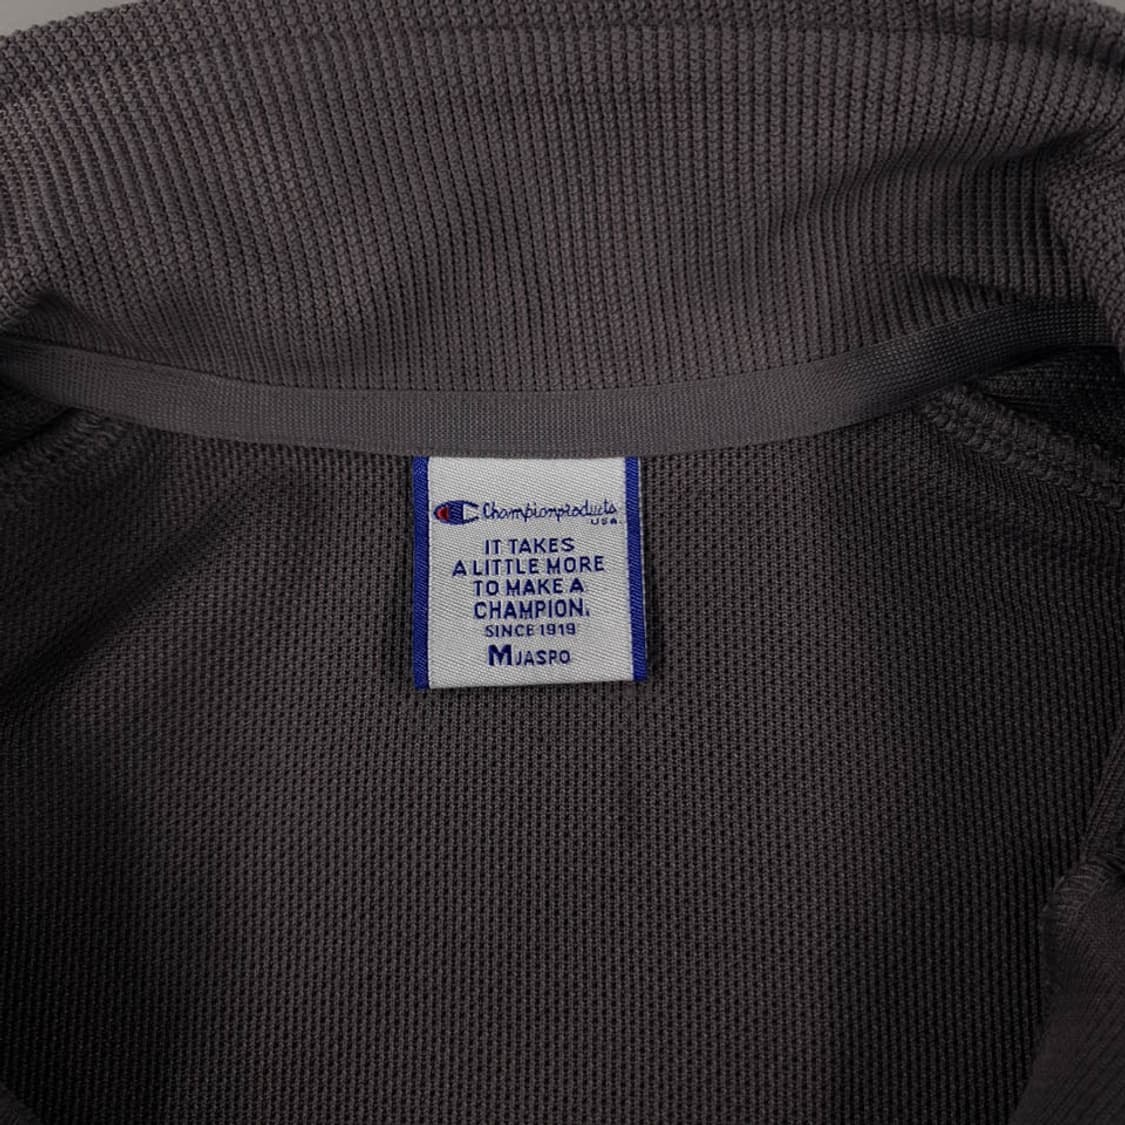 Championproducts
USA
IT TAKES
A LITTLE MORE
TO MAKE A
CHAMPION.
SINCE 1919
M JASPO